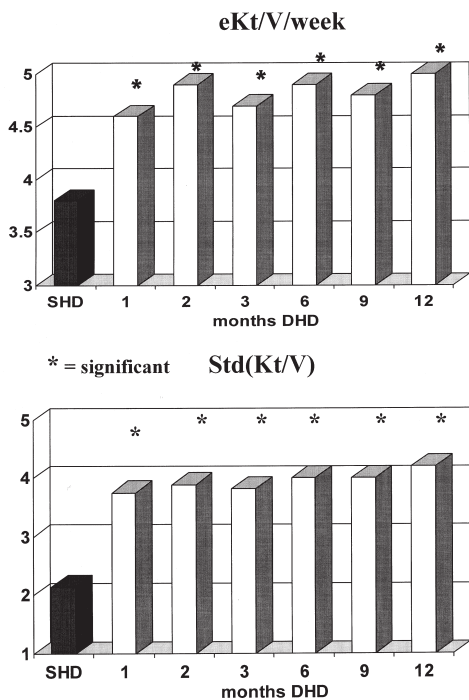 eKt/V/week
* * * * * *
5
4.5
4
3.5
3
SHD 1 2 3 6 9 12
months DHD
* = significant Std(Kt/V)
* * * * * *
5
4
3
2
1
SHD 1 2 3 6 9 12
months DHD